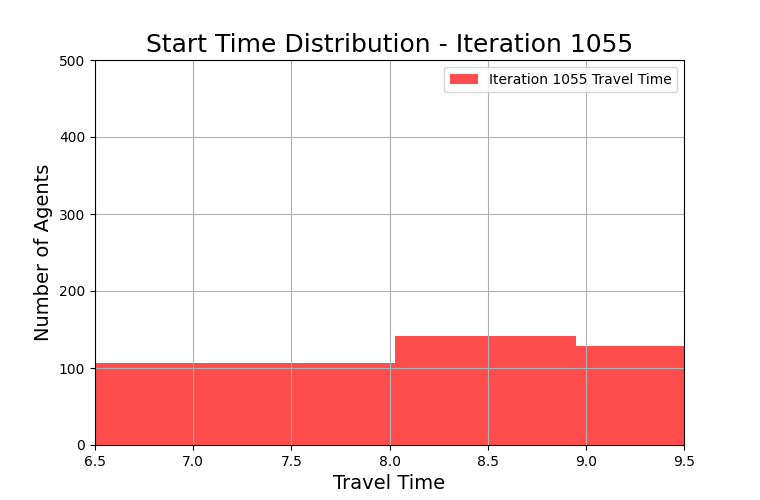 Start Time Distribution - Iteration 1055
Iteration 1055 Travel Time
Number of Agents
500
400
300
200
100
0
6.5 7.0 7.5 8.0 8.5 9.0 9.5
Travel Time